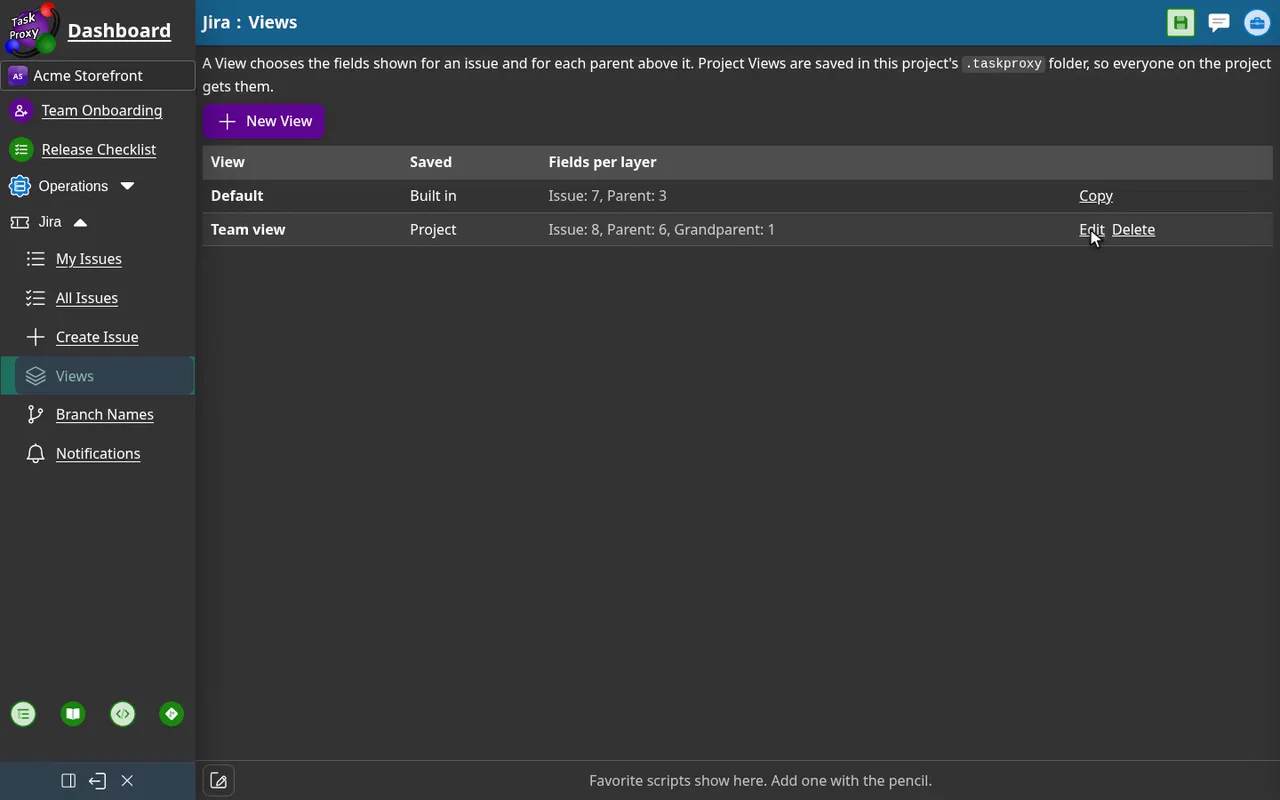 Task Proxy
Dashboard
Jira : Views
AS Acme Storefront
Team Onboarding
Release Checklist
Operations
Jira
My Issues
All Issues
Create Issue
Views
Branch Names
Notifications
A View chooses the fields shown for an issue and for each parent above it. Project Views are saved in this project's .taskproxy folder, so everyone on the project
gets them.
New View
View Saved Fields per layer
Default Built in Issue: 7, Parent: 3 Copy
Team view Project Issue: 8, Parent: 6, Grandparent: 1 Edit Delete
Favorite scripts show here. Add one with the pencil.